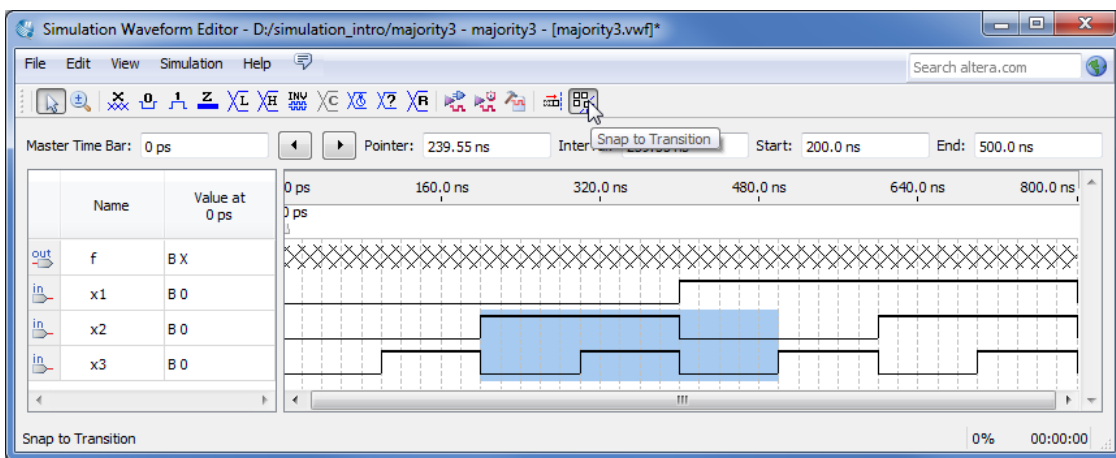 Simulation Waveform Editor - D:/simulation_intro/majority3 - majority3 - [majority3.vwf]*
File Edit View Simulation Help Search altera.com
Master Time Bar: 0 ps Pointer: 239.55 ns Start: 200.0 ns End: 500.0 ns
Snap to Transition
Name Value at 0 ps 0 ps 160.0 ns 320.0 ns 480.0 ns 640.0 ns 800.0 ns
0 ps
out f B X
in x1 B 0
in x2 B 0
in x3 B 0
Snap to Transition 0% 00:00:00